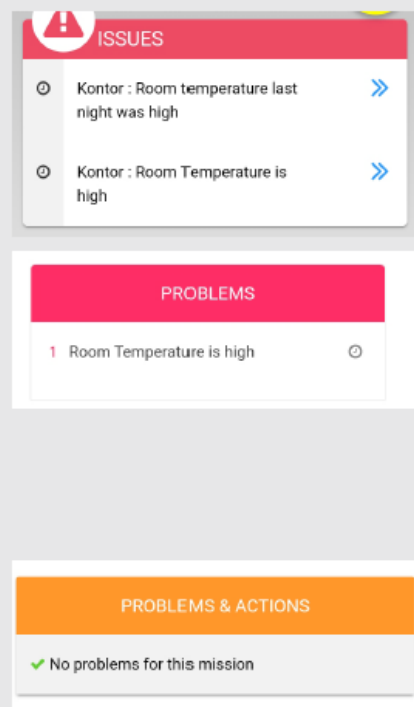 ISSUES
Kontor : Room temperature last
night was high
Kontor : Room Temperature is
high
PROBLEMS
1 Room Temperature is high
PROBLEMS & ACTIONS
No problems for this mission